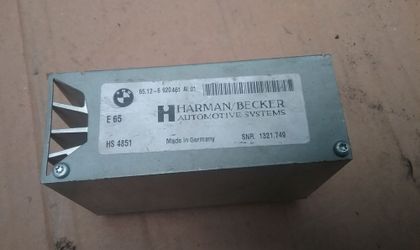 65.12-6 920 461 AI 01
HARMAN/BECKER
AUTOMOTIVE SYSTEMS
E 65
HS 4851
Made in Germany
SNR. 1321.749